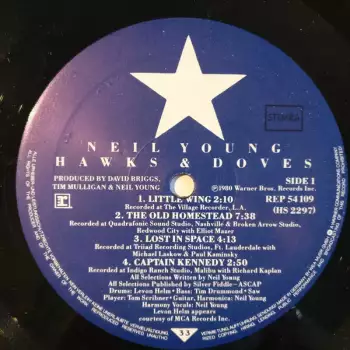 STEMRA
NEIL YOUNG
HAWKS & DOVES
PRODUCED BY DAVID BRIGGS,
TIM MULLIGAN & NEIL YOUNG
SIDE 1
℗1980 Warner Bros. Records Inc.
REP 54 109
(HS 2297)
1. LITTLE WING 2:10
Recorded at The Village Recorder, L.A.
2. THE OLD HOMESTEAD 7:38
Recorded at Quadrafonic Sound Studio, Nashville & Broken Arrow Studio,
Redwood City with Elliot Mazer
3. LOST IN SPACE 4:13
Recorded at Triiad Recording Studios, Ft. Lauderdale with
Michael Laskow & Paul Kaminsky
4. CAPTAIN KENNEDY 2:50
Recorded at Indigo Ranch Studio, Malibu with Richard Kaplan
All Selections Written by Neil Young
All Selections Published by Silver Fiddle—ASCAP
Drums: Levon Helm • Bass: Tim Drummond • Saw
Player: Tom Scribner • Guitar, Harmonica: Neil Young
Harmony Vocal: Neil Young
Levon Helm appears
courtesy of MCA Records Inc.
33